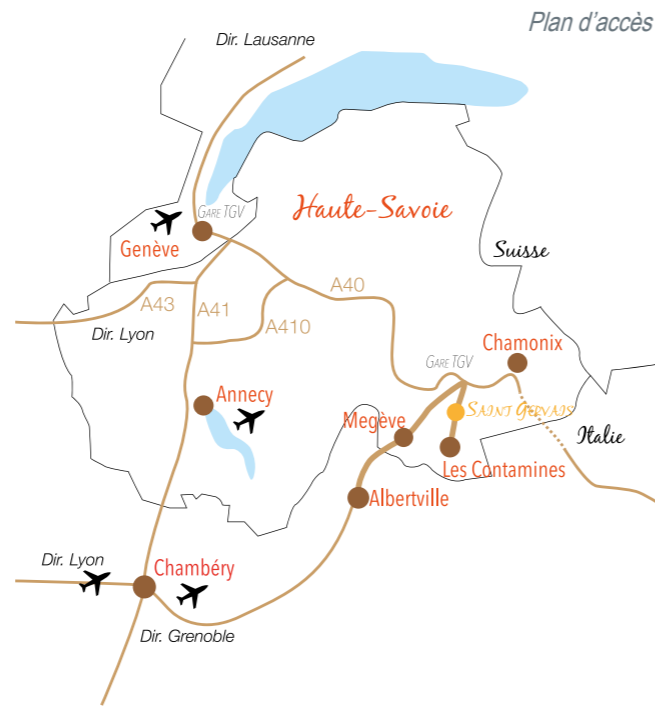 Plan d'accès
Dir. Lausanne
GARE TGV
Haute-Savoie
Genève
Suisse
A43
A41
A40
Dir. Lyon
A410
Chamonix
GARE TGV
Annecy
SAINT GERVAIS
Megève
Italie
Les Contamines
Albertville
Dir. Lyon
Chambéry
Dir. Grenoble